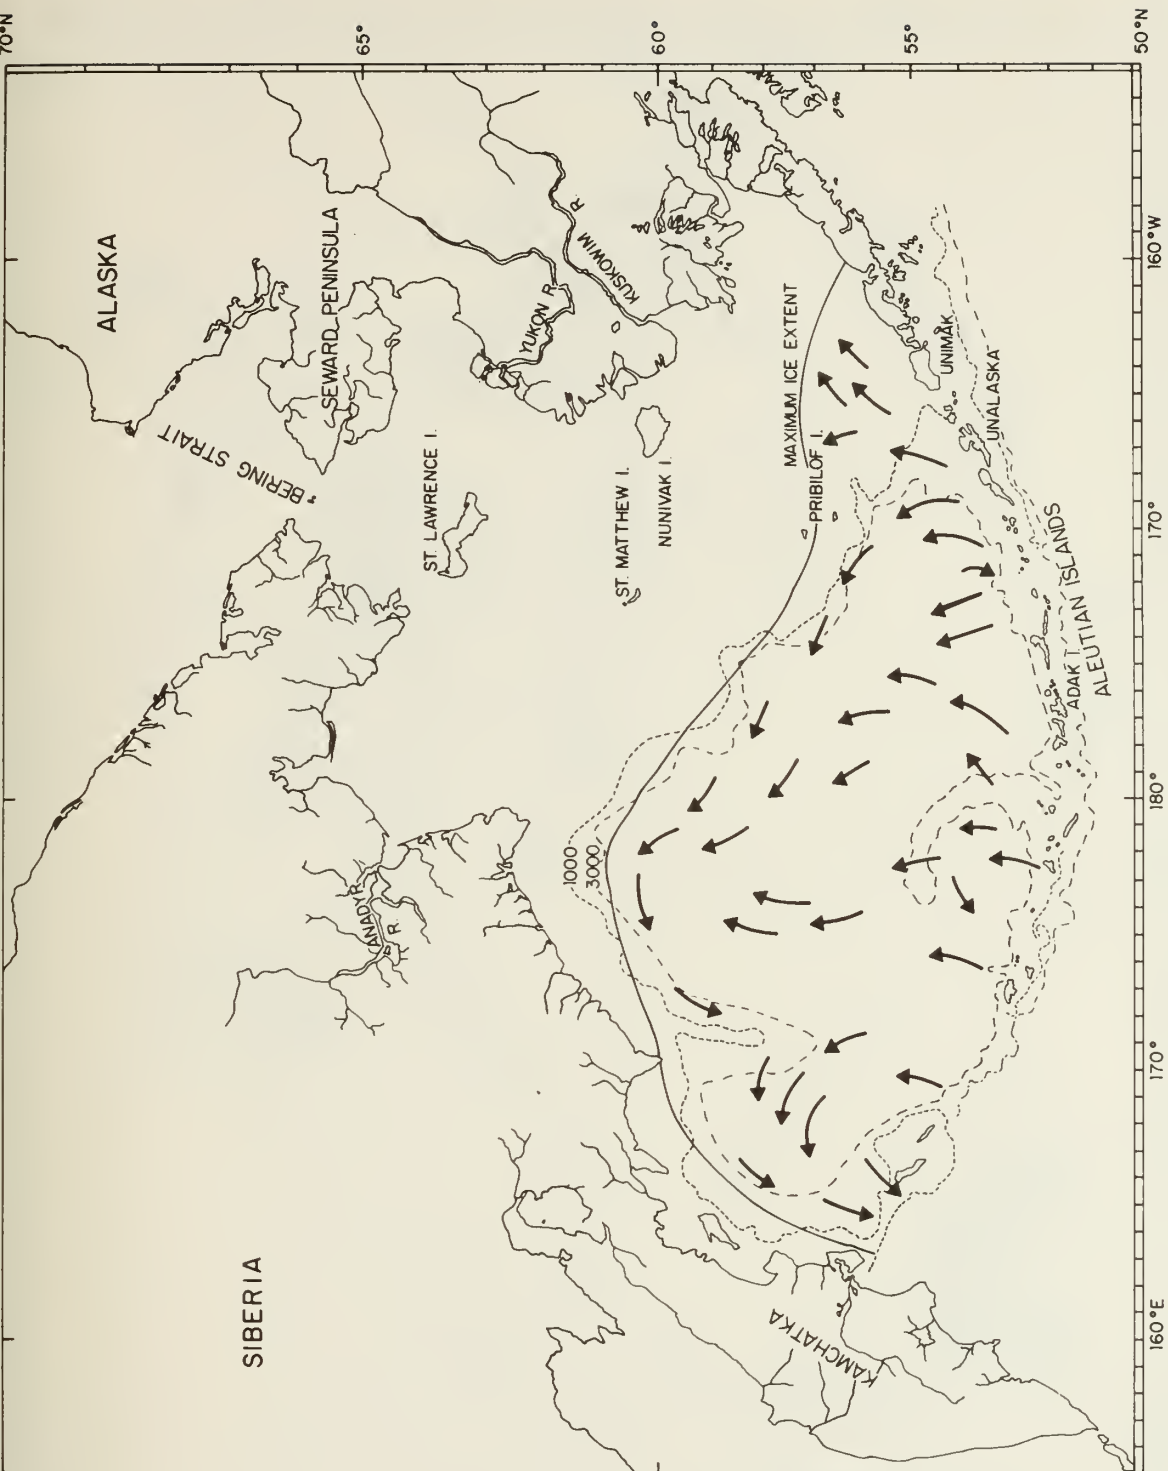 70°N
65°
60°
55°
50°N
ALASKA
SEWARD PENINSULA
BERING STRAIT
YUKON R.
KUSKOWIM R.
160°W
ST. LAWRENCE I.
ST. MATTHEW I.
NUNIVAK I.
MAXIMUM ICE EXTENT
PRIBILOF I.
UNIMAK
UNALASKA
170°
ALEUTIAN ISLANDS
ADAK I.
180°
1000
3000
ANADYR R.
170°
SIBERIA
KAMCHATKA
160°E